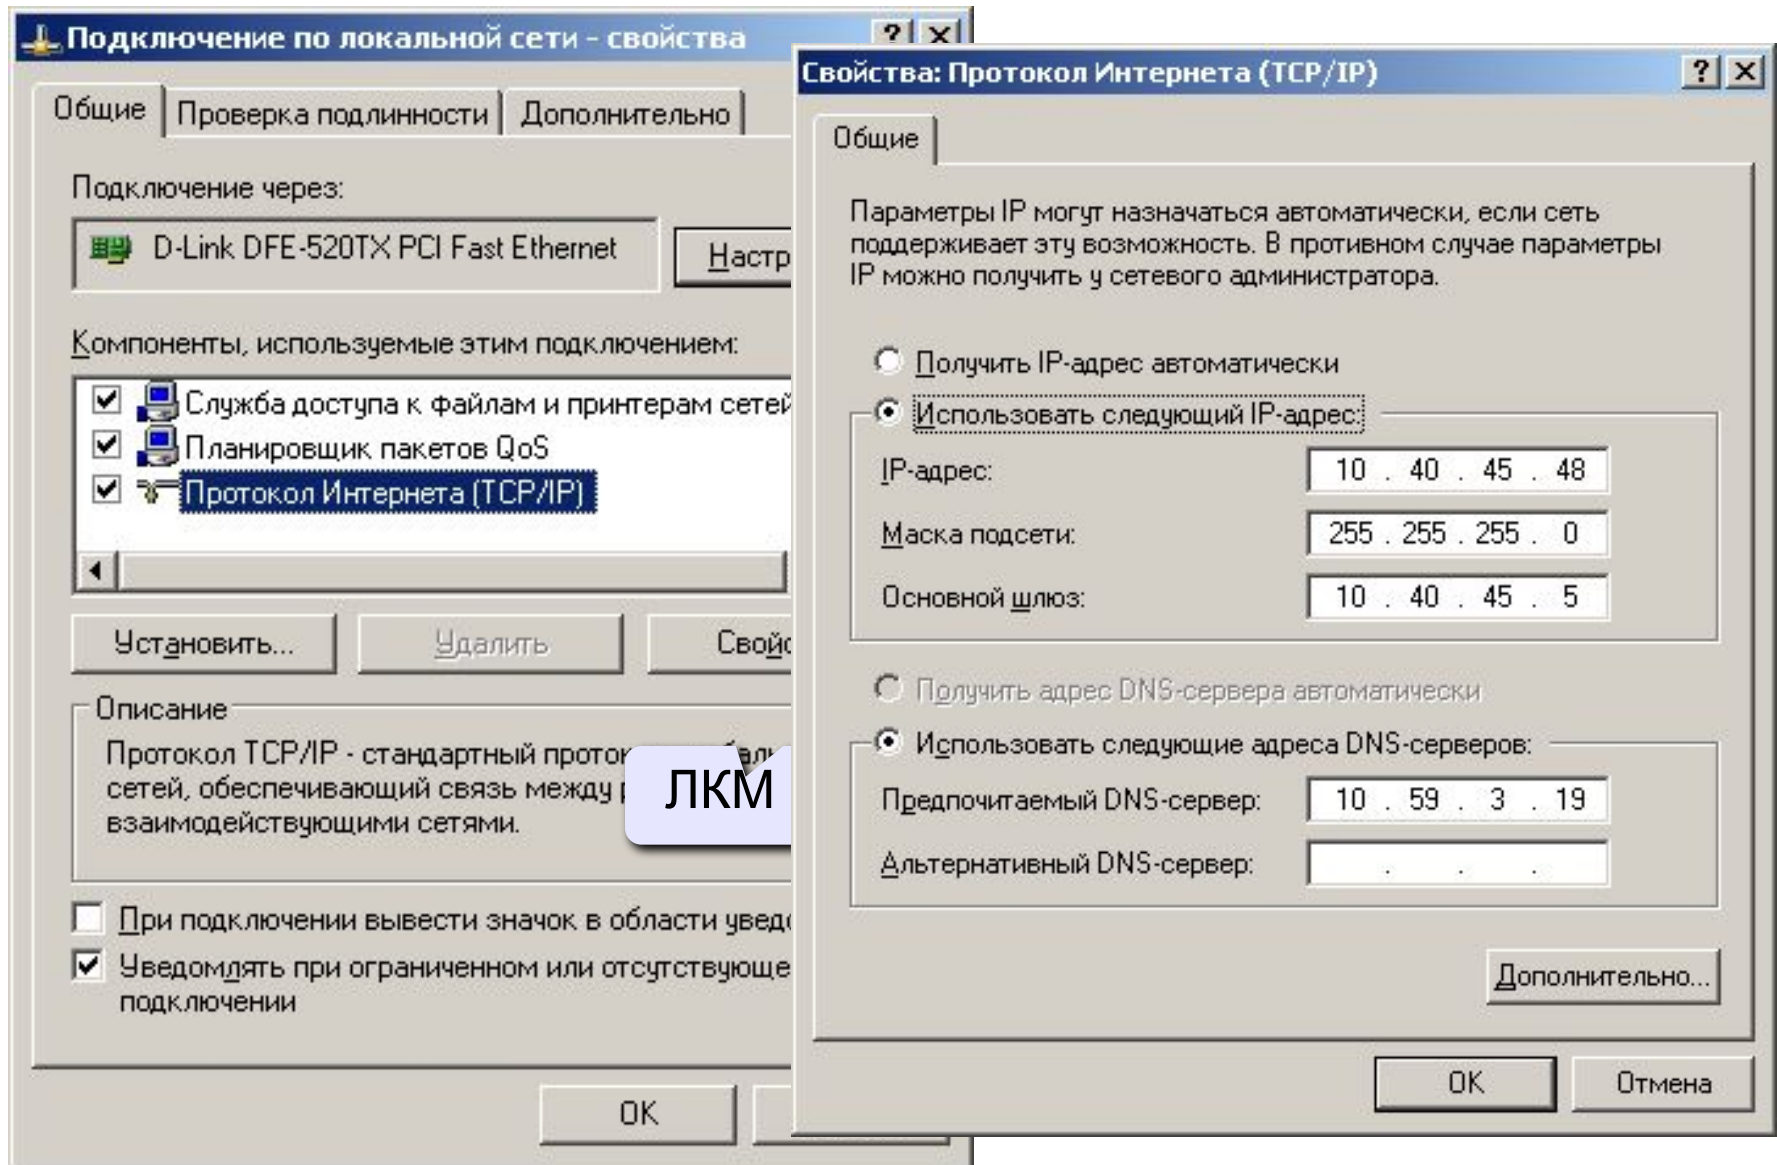 Подключение по локальной сети - свойства
Общие
Проверка подлинности
Дополнительно
Подключение через:
D-Link DFE-520TX PCI Fast Ethernet
Настр
Компоненты, используемые этим подключением:
Служба доступа к файлам и принтерам сетей
Планировщик пакетов QoS
Протокол Интернета (TCP/IP)
Установить...
Удалить
Свойс
Описание
Протокол TCP/IP - стандартный
сетей, обеспечивающий связь между
взаимодействующими сетями.
ЛКМ
При подключении вывести значок в области уведо
Уведомлять при ограниченном или отсутствующе
подключении
OK
Свойства: Протокол Интернета (TCP/IP)
Общие
Параметры IP могут назначаться автоматически, если сеть
поддерживает эту возможность. В противном случае параметры
IP можно получить у сетевого администратора.
Получить IP-адрес автоматически
Использовать следующий IP-адрес:
IP-адрес: 10 . 40 . 45 . 48
Маска подсети: 255 . 255 . 255 . 0
Основной шлюз: 10 . 40 . 45 . 5
Получить адрес DNS-сервера автоматически
Использовать следующие адреса DNS-серверов:
Предпочитаемый DNS-сервер: 10 . 59 . 3 . 19
Альтернативный DNS-сервер: . . .
Дополнительно...
OK
Отмена